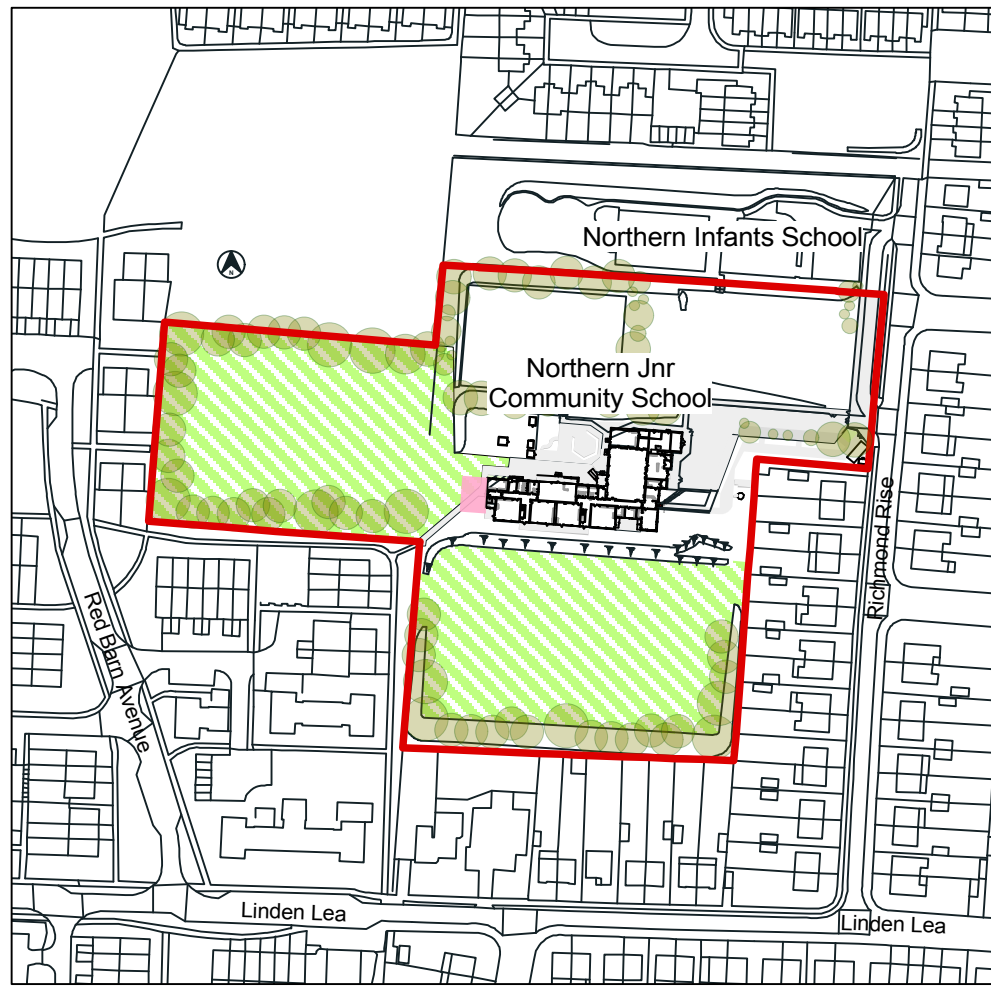 Northern Infants School
N
Northern Jnr
Community School
Richmond Rise
Red Barn Avenue
Linden Lea
Linden Lea